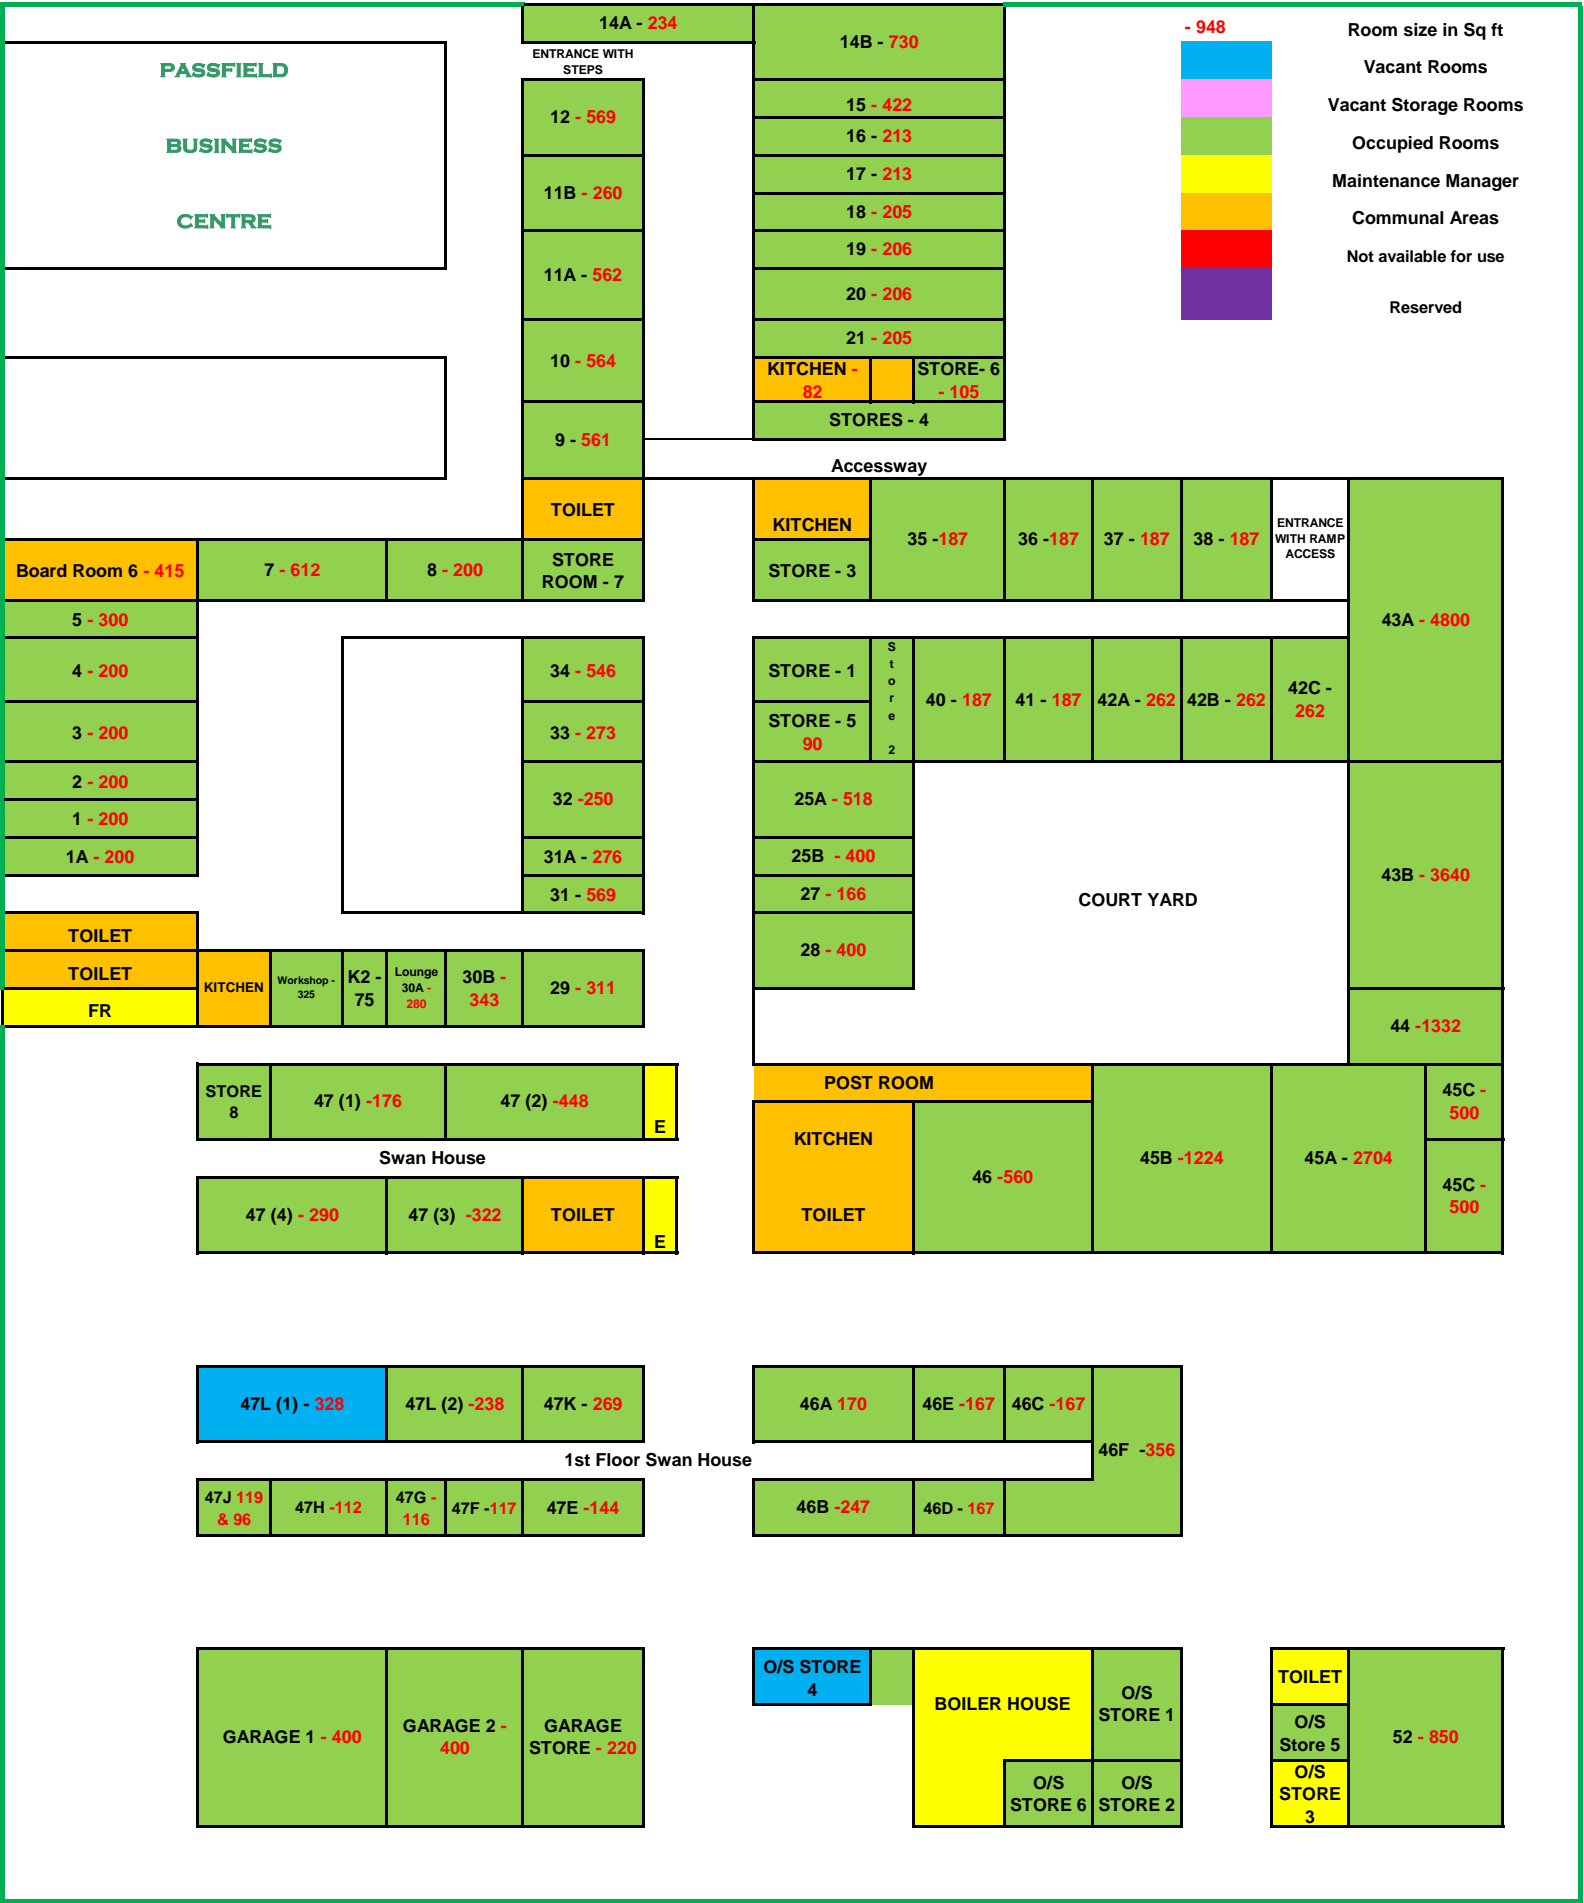 14A - 234
14B - 730
- 948 Room size in Sq ft
ENTRANCE WITH
STEPS
PASSFIELD
Vacant Rooms
12 - 569
15 - 422
Vacant Storage Rooms
16 - 213
BUSINESS
Occupied Rooms
17 - 213
Maintenance Manager
11B - 260
18 - 205
CENTRE
Communal Areas
19 - 206
Not available for use
11A - 562
20 - 206
Reserved
21 - 205
10 - 564
KITCHEN -
82
STORE- 6
- 105
STORES - 4
9 - 561
Accessway
TOILET
KITCHEN
35 -187
36 -187
37 - 187
38 - 187
ENTRANCE
WITH RAMP
ACCESS
Board Room 6 - 415
7 - 612
8 - 200
STORE
ROOM - 7
STORE - 3
43A - 4800
5 - 300
4 - 200
34 - 546
STORE - 1
S
t
o
r
e
2
40 - 187
41 - 187
42A - 262
42B - 262
42C -
262
3 - 200
33 - 273
STORE - 5
90
2 - 200
32 -250
25A - 518
1 - 200
1A - 200
31A - 276
25B - 400
43B - 3640
31 - 569
27 - 166
COURT YARD
TOILET
28 - 400
TOILET
KITCHEN
Workshop -
325
K2 -
75
Lounge
30A -
280
30B -
343
29 - 311
FR
44 -1332
STORE
8
47 (1) -176
47 (2) -448
E
POST ROOM
45C -
500
KITCHEN
Swan House
46 -560
45B -1224
45A - 2704
45C -
500
47 (4) - 290
47 (3) -322
TOILET
E
TOILET
47L (1) - 328
47L (2) -238
47K - 269
46A 170
46E -167
46C -167
46F -356
1st Floor Swan House
47J 119
& 96
47H -112
47G -
116
47F -117
47E -144
46B -247
46D - 167
O/S STORE
4
BOILER HOUSE
O/S
STORE 1
TOILET
GARAGE 1 - 400
GARAGE 2 -
400
GARAGE
STORE - 220
O/S
Store 5
52 - 850
O/S
STORE 6
O/S
STORE 2
O/S
STORE
3